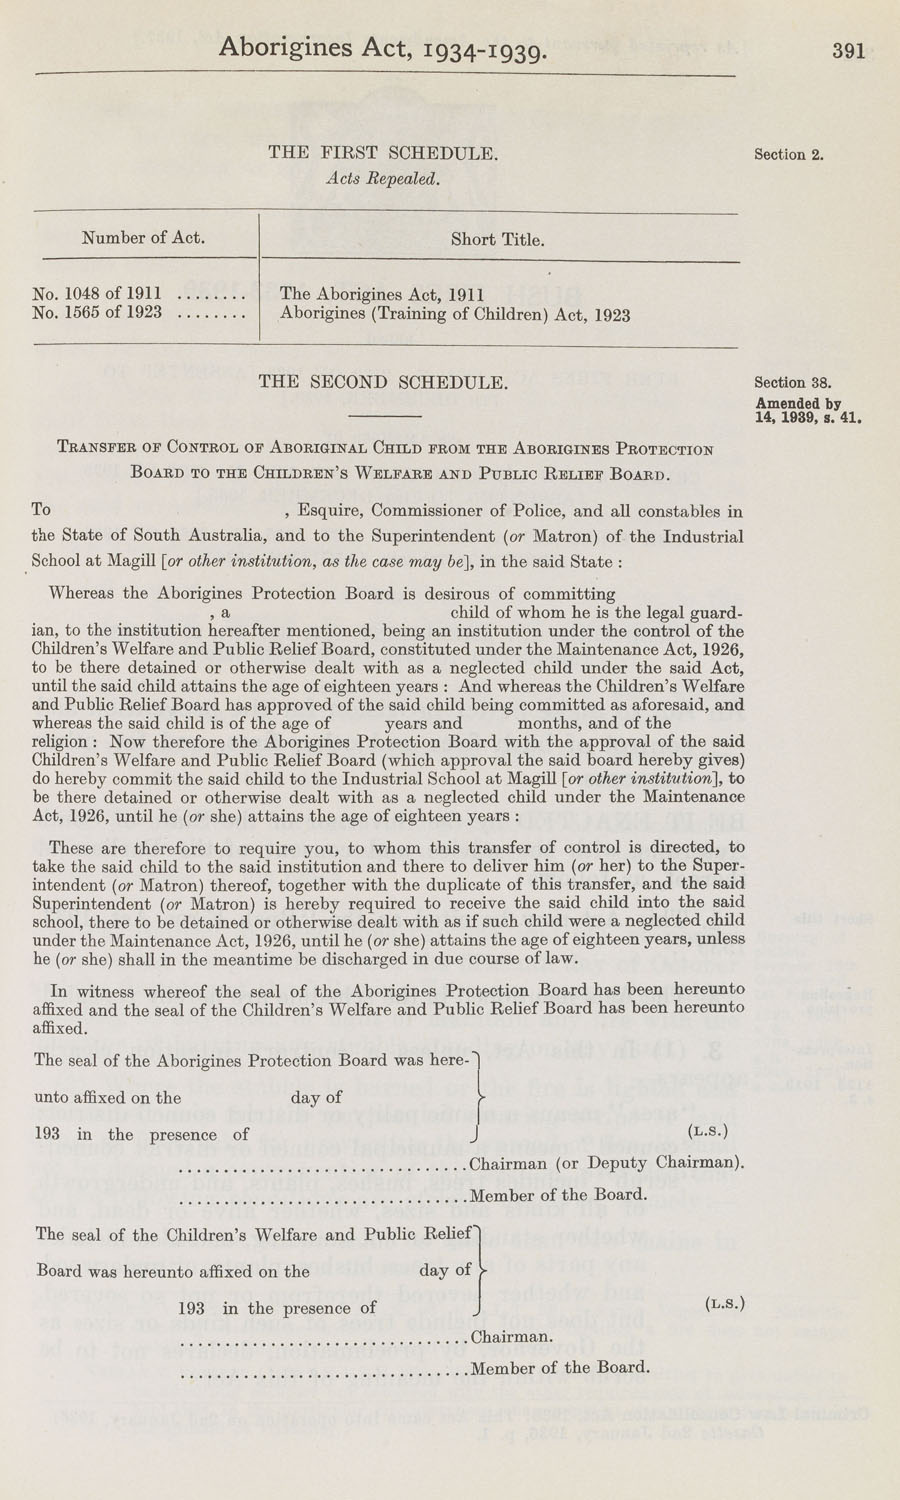 Aborigines Act, 1934-1939. 391
THE FIRST SCHEDULE. Section 2.
Acts Repealed.
Number of Act. Short Title.
No. 1048 of 1911 ........ The Aborigines Act, 1911
No. 1565 of 1923 ........ Aborigines (Training of Children) Act, 1923
THE SECOND SCHEDULE. Section 38.
Amended by
14, 1939, s. 41.
TRANSFER OF CONTROL OF ABORIGINAL CHILD FROM THE ABORIGINES PROTECTION
BOARD TO THE CHILDREN'S WELFARE AND PUBLIC RELIEF BOARD.
To , Esquire, Commissioner of Police, and all constables in
the State of South Australia, and to the Superintendent (or Matron) of the Industrial
School at Magill [or other institution, as the case may be], in the said State :
Whereas the Aborigines Protection Board is desirous of committing
, a child of whom he is the legal guard-
ian, to the institution hereafter mentioned, being an institution under the control of the
Children's Welfare and Public Relief Board, constituted under the Maintenance Act, 1926,
to be there detained or otherwise dealt with as a neglected child under the said Act,
until the said child attains the age of eighteen years : And whereas the Children's Welfare
and Public Relief Board has approved of the said child being committed as aforesaid, and
whereas the said child is of the age of years and months, and of the
religion : Now therefore the Aborigines Protection Board with the approval of the said
Children's Welfare and Public Relief Board (which approval the said board hereby gives)
do hereby commit the said child to the Industrial School at Magill [or other institution], to
be there detained or otherwise dealt with as a neglected child under the Maintenance
Act, 1926, until he (or she) attains the age of eighteen years :
These are therefore to require you, to whom this transfer of control is directed, to
take the said child to the said institution and there to deliver him (or her) to the Super-
intendent (or Matron) thereof, together with the duplicate of this transfer, and the said
Superintendent (or Matron) is hereby required to receive the said child into the said
school, there to be detained or otherwise dealt with as if such child were a neglected child
under the Maintenance Act, 1926, until he (or she) attains the age of eighteen years, unless
he (or she) shall in the meantime be discharged in due course of law.
In witness whereof the seal of the Aborigines Protection Board has been hereunto
affixed and the seal of the Children's Welfare and Public Relief Board has been hereunto
affixed.
The seal of the Aborigines Protection Board was here-
unto affixed on the day of
193 in the presence of (L.S.)
................................Chairman (or Deputy Chairman).
................................Member of the Board.
The seal of the Children's Welfare and Public Relief
Board was hereunto affixed on the day of
193 in the presence of (L.S.)
................................Chairman.
................................Member of the Board.